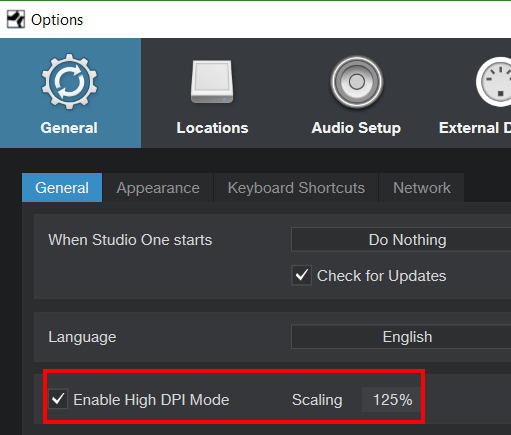 Options
General Locations Audio Setup External D
General Appearance Keyboard Shortcuts Network
When Studio One starts Do Nothing
Check for Updates
Language English
Enable High DPI Mode Scaling 125%